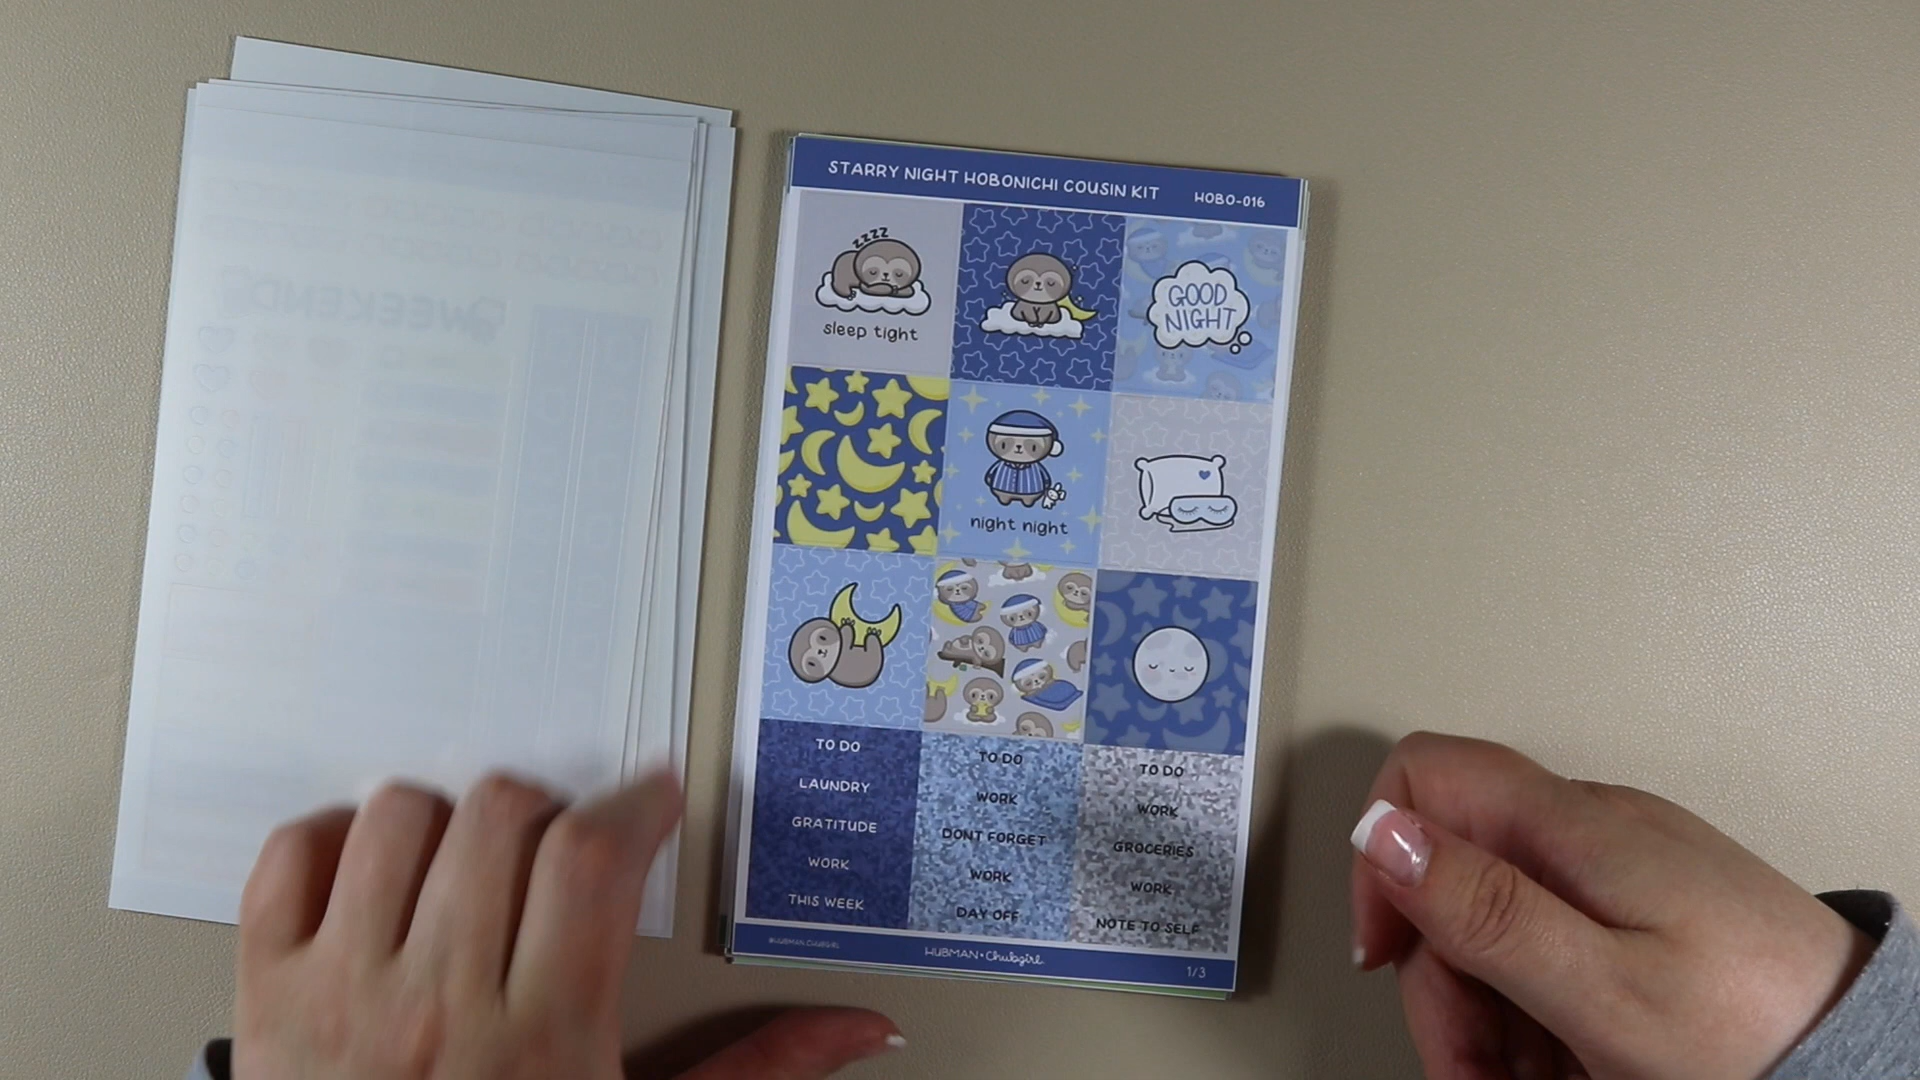 STARRY NIGHT HOBONICHI COUSIN KIT HOBO-016
zzzz
sleep tight
GOOD
NIGHT
night night
TO DO
LAUNDRY
GRATITUDE
WORK
THIS WEEK
TO DO
WORK
DONT FORGET
WORK
DAY OFF
TO DO
WORK
GROCERIES
WORK
NOTE TO SELF
@HUBMAN.CHUBGIRL
HUBMAN • Chubgirl
1/3
WEEKEND